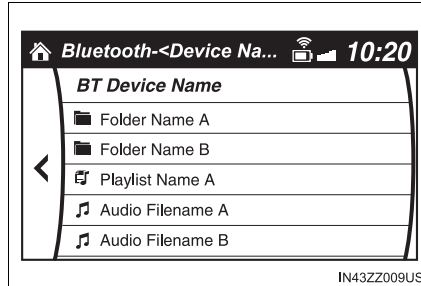 Bluetooth-<Device Na... 10:20
BT Device Name
Folder Name A
Folder Name B
Playlist Name A
Audio Filename A
Audio Filename B
IN43ZZ009US